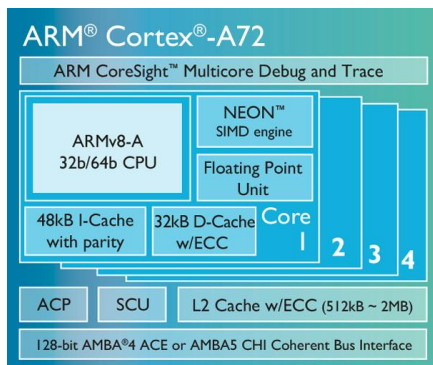 ARM® Cortex®-A72
ARM CoreSight™ Multicore Debug and Trace
ARMv8-A
32b/64b CPU
NEON™
SIMD engine
Floating Point
Unit
48kB I-Cache
with parity
32kB D-Cache
w/ECC
Core
1
2
3
4
ACP
SCU
L2 Cache w/ECC (512kB ~ 2MB)
128-bit AMBA®4 ACE or AMBA5 CHI Coherent Bus Interface